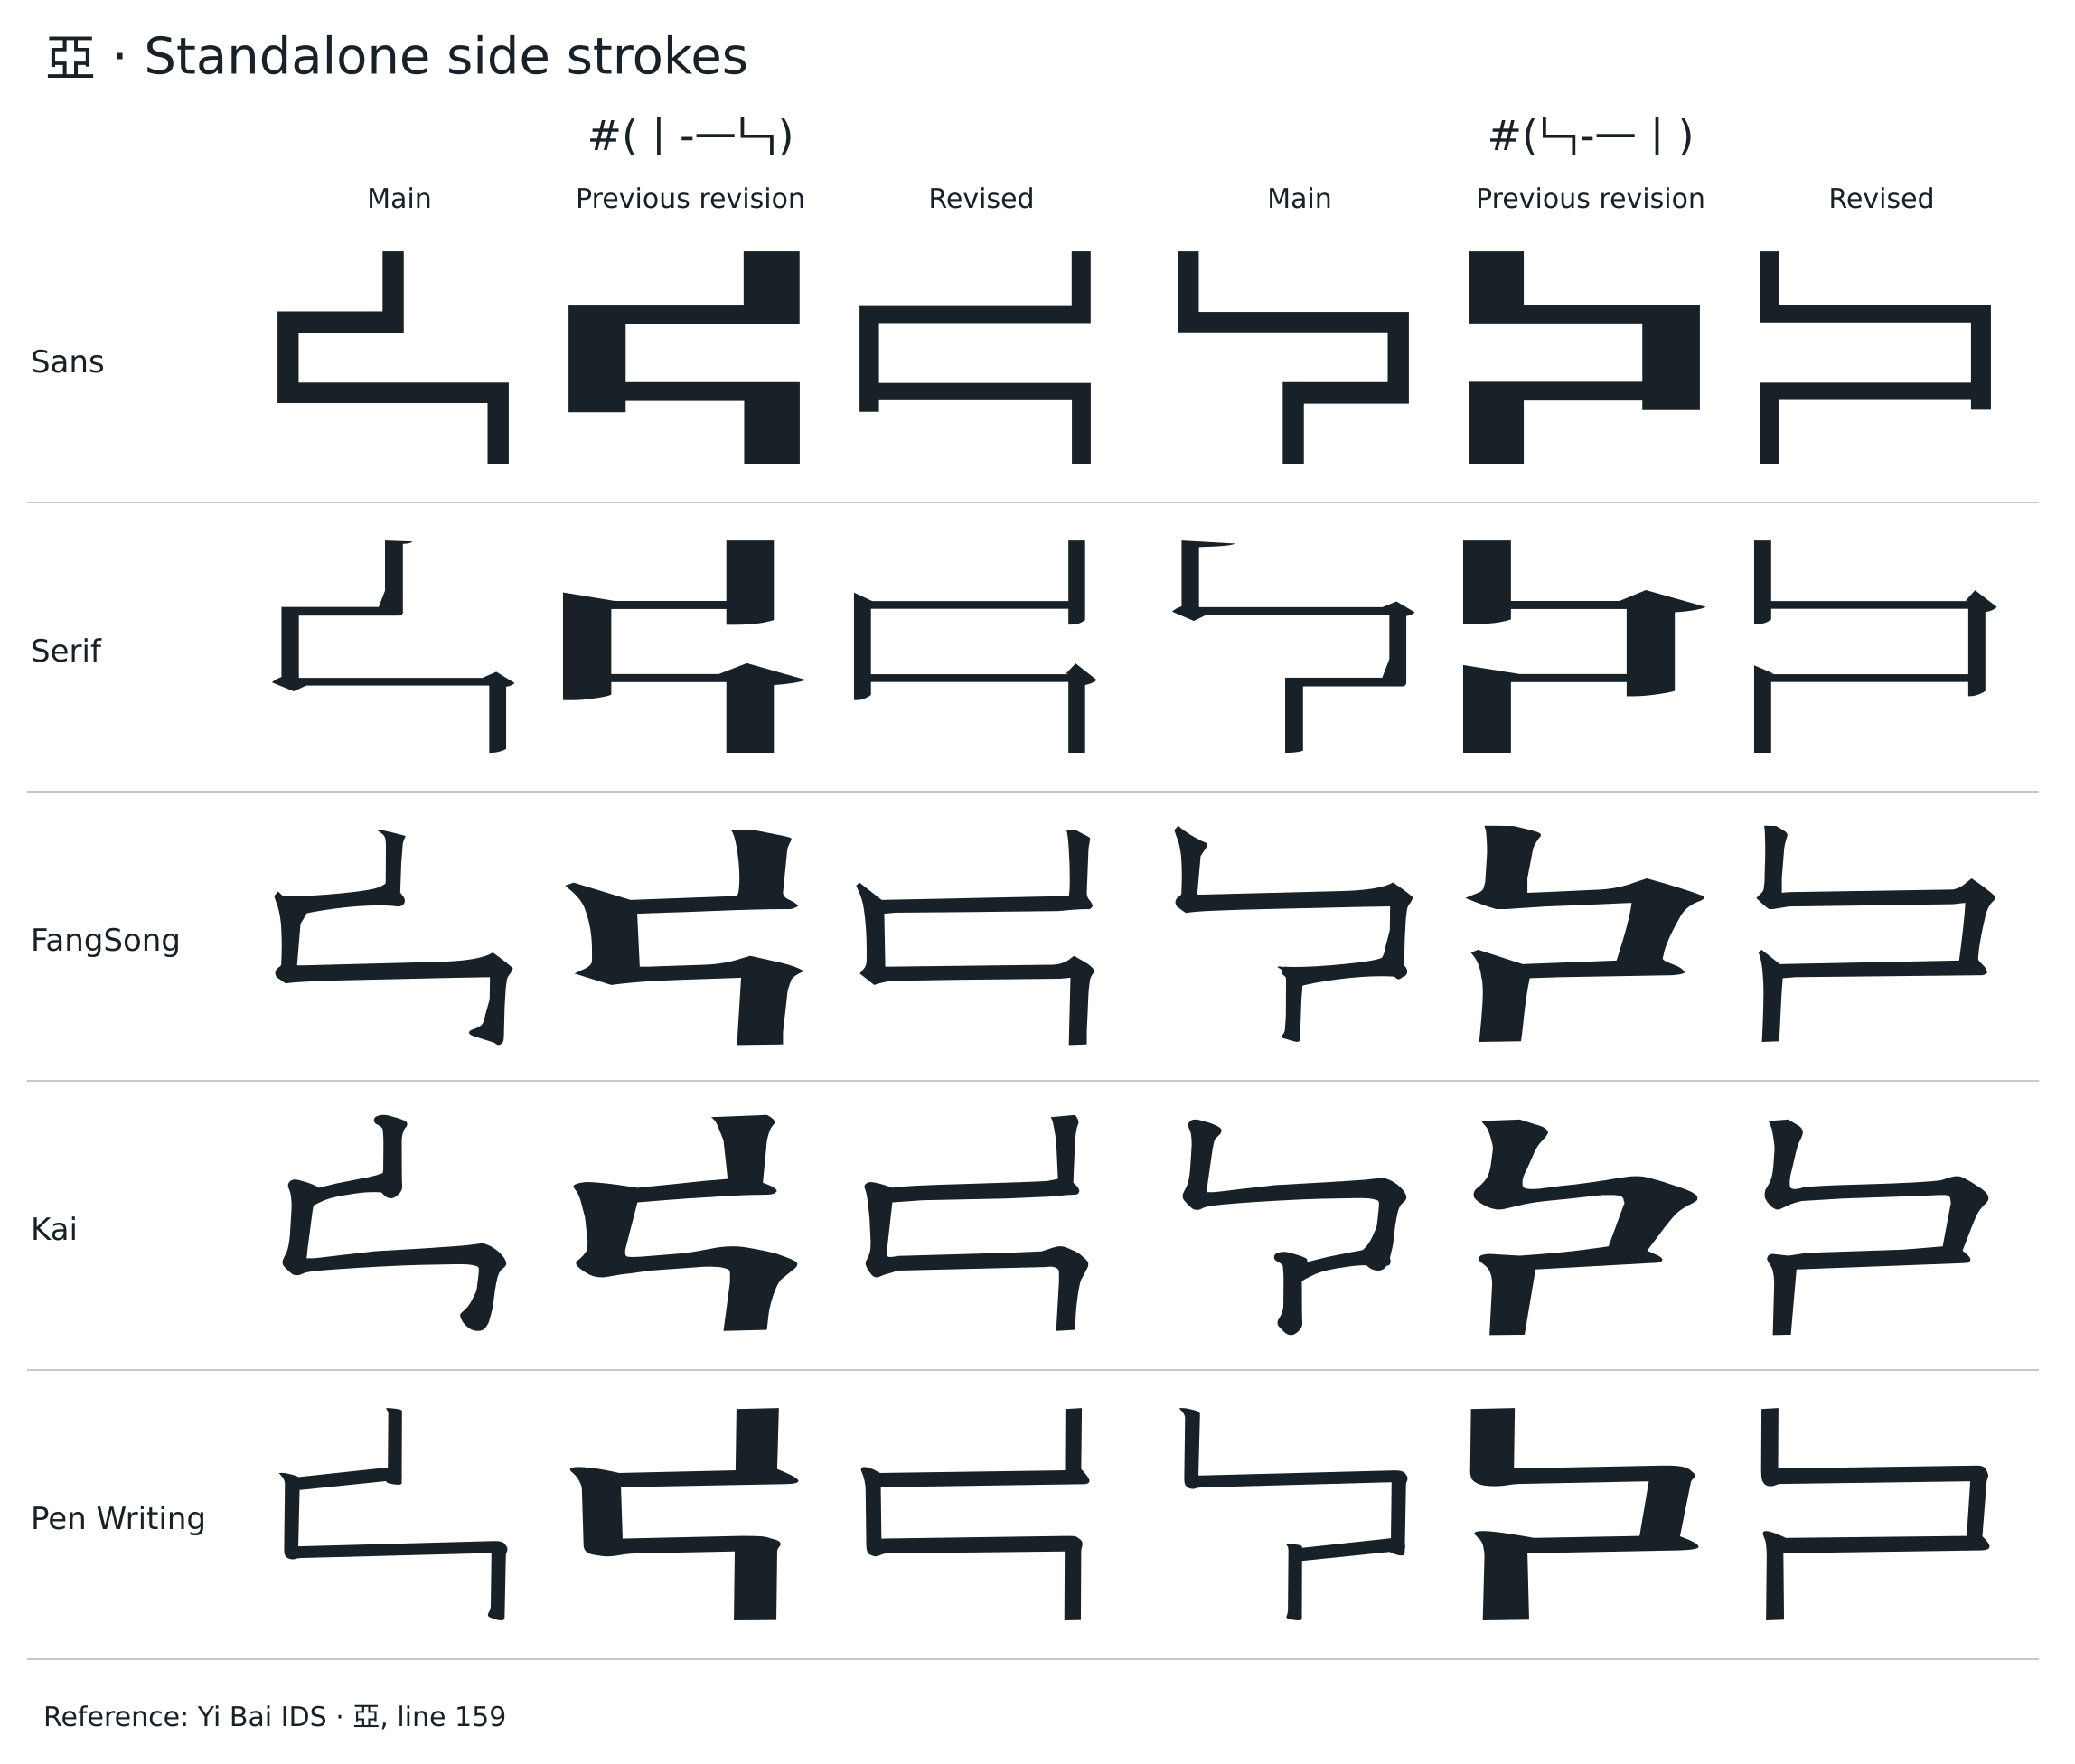 亞 · Standalone side strokes
#(丨-一ㄣ) #(ㄣ-一丨)
Main Previous revision Revised Main Previous revision Revised
Sans
Serif
FangSong
Kai
Pen Writing
Reference: Yi Bai IDS · 亞, line 159